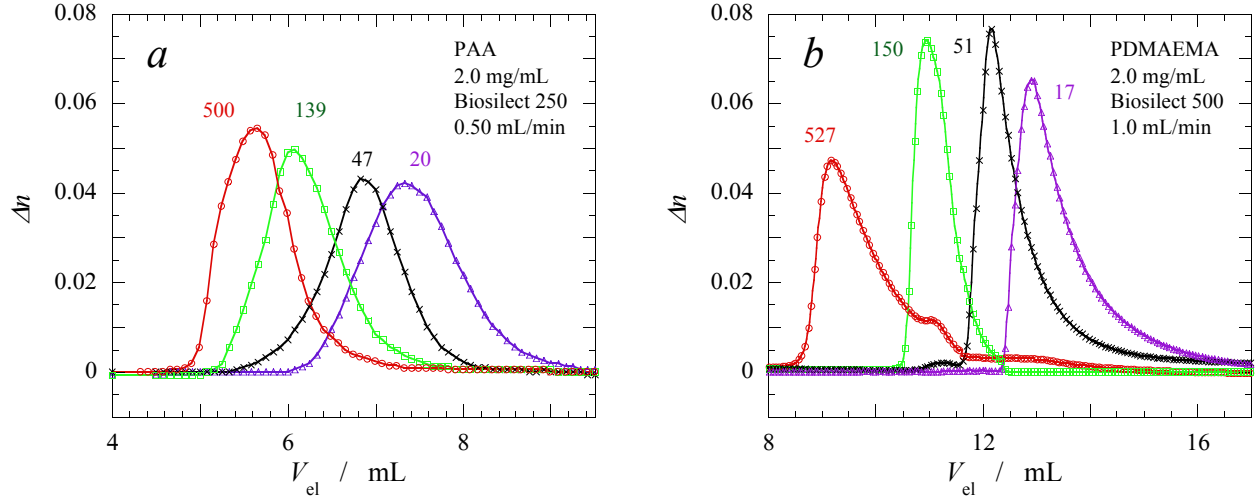 0.08
0.06
0.04
0.02
0
Δn
a
PAA
2.0 mg/mL
Biosilect 250
0.50 mL/min
500
139
47
20
4
6
8
V_el / mL
0.08
0.06
0.04
0.02
0
Δn
b
PDMAEMA
2.0 mg/mL
Biosilect 500
1.0 mL/min
527
150
51
17
8
12
16
V_el / mL